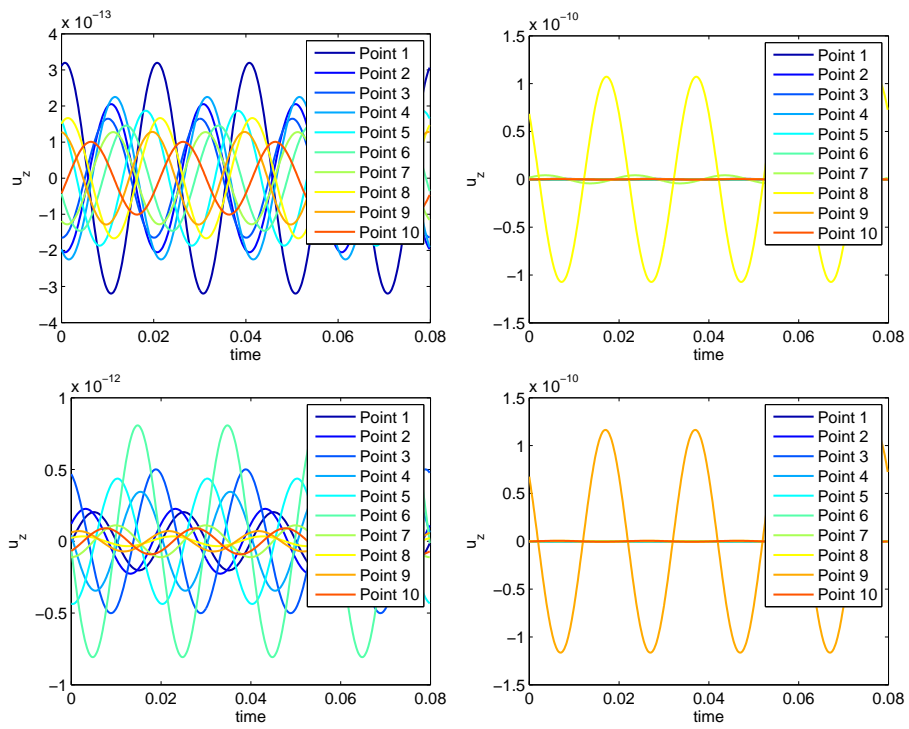 x 10⁻¹³
4
3
2
1
0
−1
−2
−3
−4
0
0.02
0.04
0.06
0.08
time
u_z
Point 1
Point 2
Point 3
Point 4
Point 5
Point 6
Point 7
Point 8
Point 9
Point 10
x 10⁻¹⁰
1.5
1
0.5
0
−0.5
−1
−1.5
0
0.02
0.04
0.06
0.08
time
u_z
Point 1
Point 2
Point 3
Point 4
Point 5
Point 6
Point 7
Point 8
Point 9
Point 10
x 10⁻¹²
1
0.5
0
−0.5
−1
0
0.02
0.04
0.06
0.08
time
u_z
Point 1
Point 2
Point 3
Point 4
Point 5
Point 6
Point 7
Point 8
Point 9
Point 10
x 10⁻¹⁰
1.5
1
0.5
0
−0.5
−1
−1.5
0
0.02
0.04
0.06
0.08
time
u_z
Point 1
Point 2
Point 3
Point 4
Point 5
Point 6
Point 7
Point 8
Point 9
Point 10